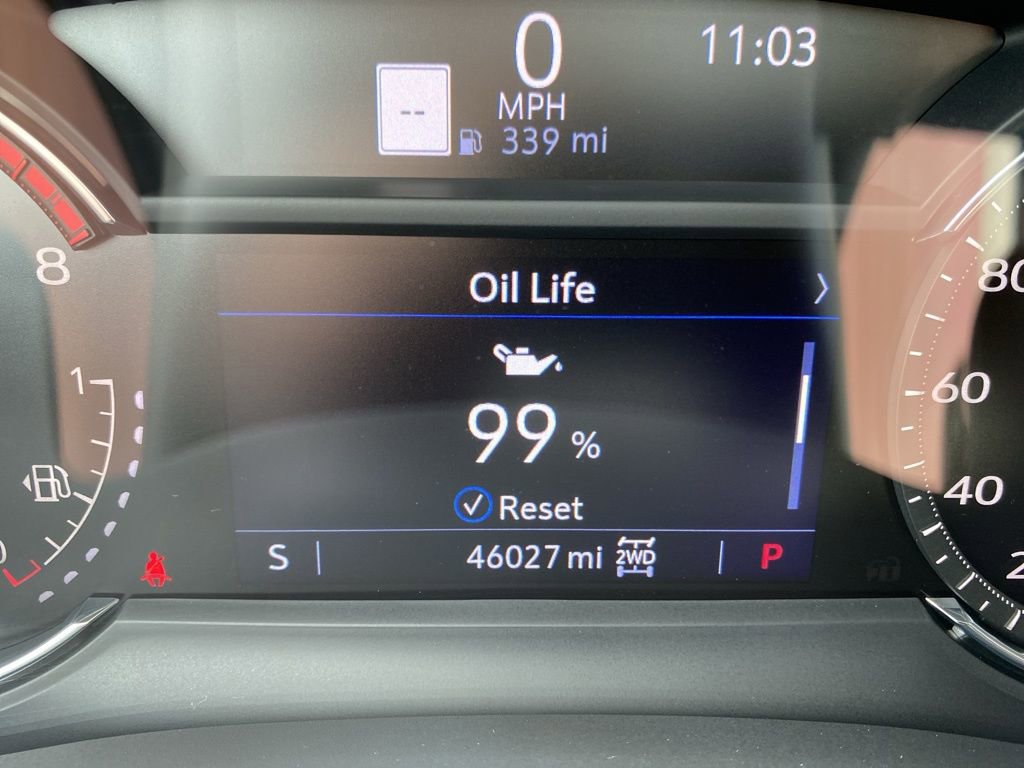 0
11:03
--
MPH
339 mi
8
Oil Life
80
1
99 %
60
Reset
40
S
46027 mi
2WD
P